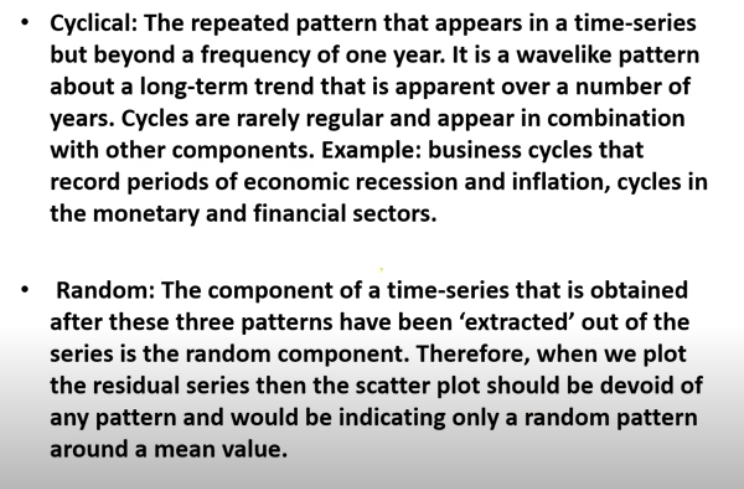 • Cyclical: The repeated pattern that appears in a time-series
but beyond a frequency of one year. It is a wavelike pattern
about a long-term trend that is apparent over a number of
years. Cycles are rarely regular and appear in combination
with other components. Example: business cycles that
record periods of economic recession and inflation, cycles in
the monetary and financial sectors.
• Random: The component of a time-series that is obtained
after these three patterns have been ‘extracted’ out of the
series is the random component. Therefore, when we plot
the residual series then the scatter plot should be devoid of
any pattern and would be indicating only a random pattern
around a mean value.